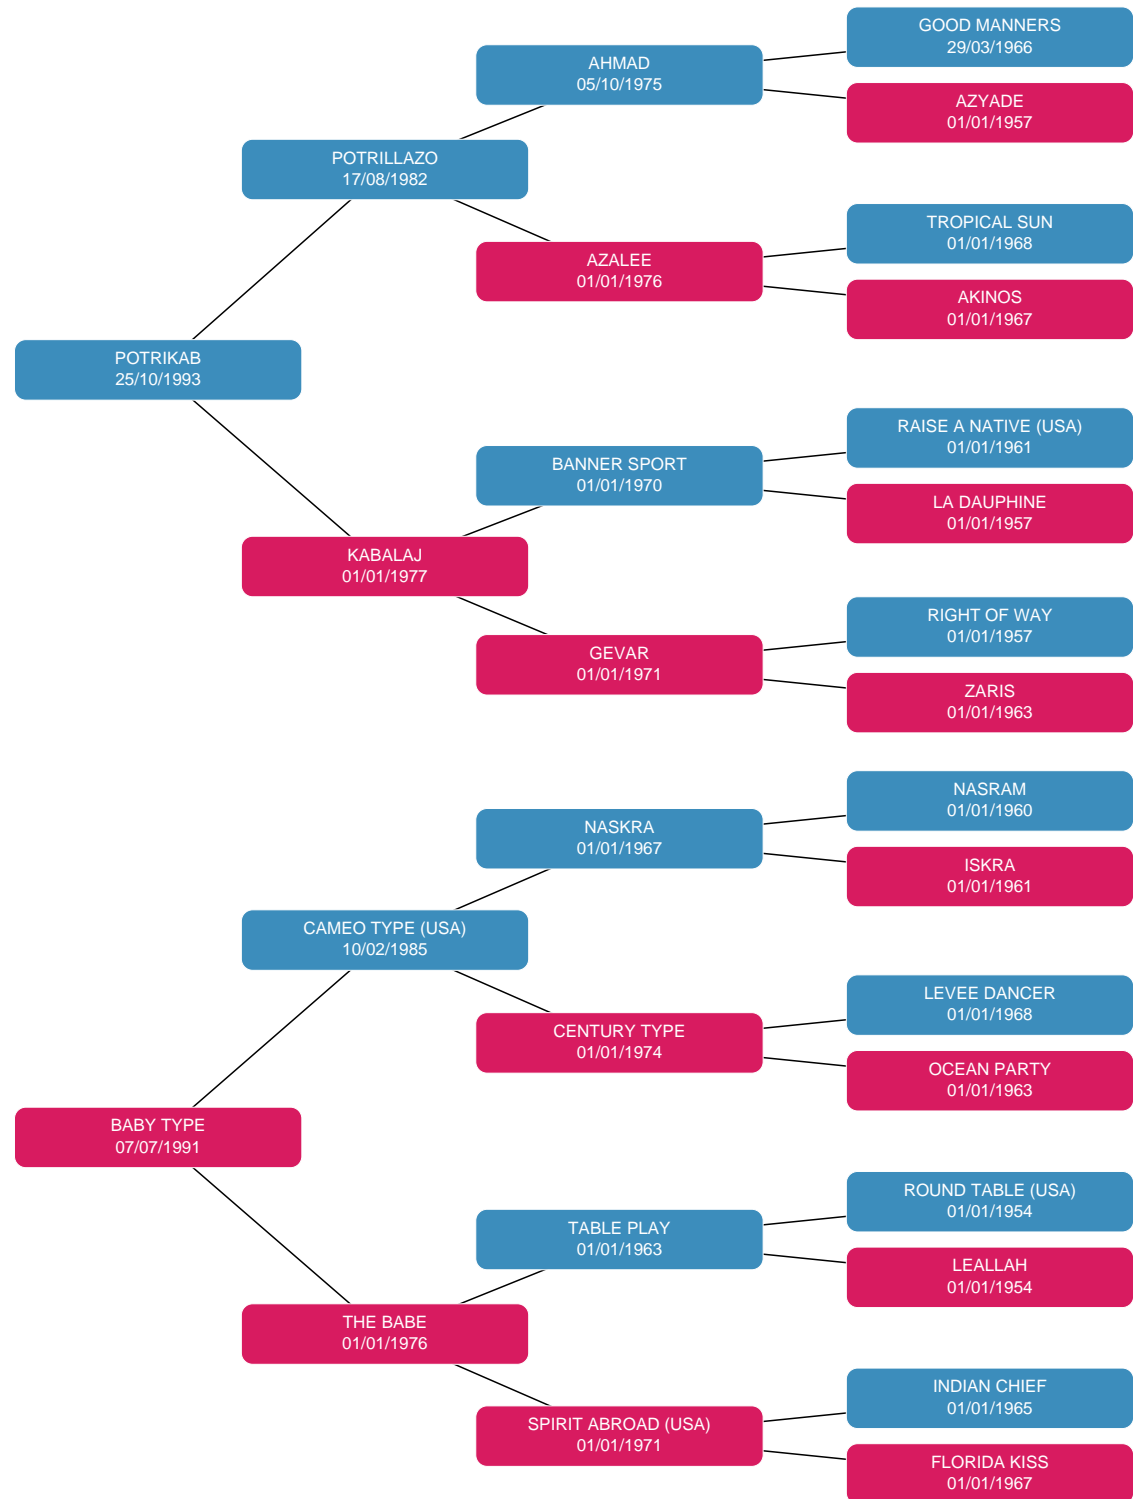 GOOD MANNERS
29/03/1966
AHMAD
05/10/1975
AZYADE
01/01/1957
POTRILLAZO
17/08/1982
TROPICAL SUN
01/01/1968
AZALEE
01/01/1976
AKINOS
01/01/1967
POTRIKAB
25/10/1993
RAISE A NATIVE (USA)
01/01/1961
BANNER SPORT
01/01/1970
LA DAUPHINE
01/01/1957
KABALAJ
01/01/1977
RIGHT OF WAY
01/01/1957
GEVAR
01/01/1971
ZARIS
01/01/1963
NASRAM
01/01/1960
NASKRA
01/01/1967
ISKRA
01/01/1961
CAMEO TYPE (USA)
10/02/1985
LEVEE DANCER
01/01/1968
CENTURY TYPE
01/01/1974
OCEAN PARTY
01/01/1963
BABY TYPE
07/07/1991
ROUND TABLE (USA)
01/01/1954
TABLE PLAY
01/01/1963
LEALLAH
01/01/1954
THE BABE
01/01/1976
INDIAN CHIEF
01/01/1965
SPIRIT ABROAD (USA)
01/01/1971
FLORIDA KISS
01/01/1967